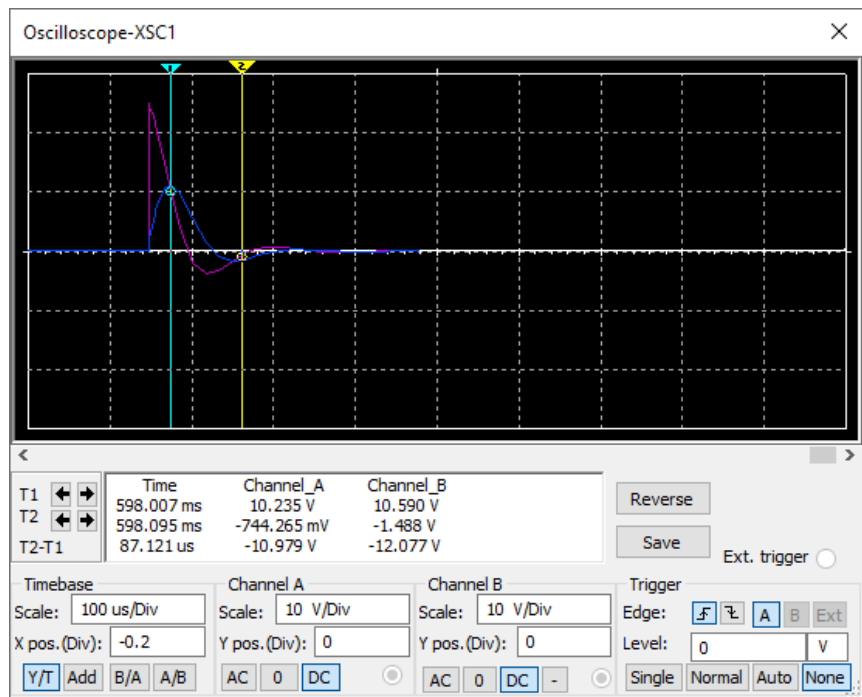 Oscilloscope-XSC1
1 2
T1
T2
T2-T1
Time Channel_A Channel_B
598.007 ms 10.235 V 10.590 V
598.095 ms -744.265 mV -1.488 V
87.121 us -10.979 V -12.077 V
Reverse
Save
Ext. trigger
Timebase
Scale: 100 us/Div
X pos.(Div): -0.2
Y/T Add B/A A/B
Channel A
Scale: 10 V/Div
Y pos.(Div): 0
AC 0 DC
Channel B
Scale: 10 V/Div
Y pos.(Div): 0
AC 0 DC -
Trigger
Edge: A B Ext
Level: 0 V
Single Normal Auto None